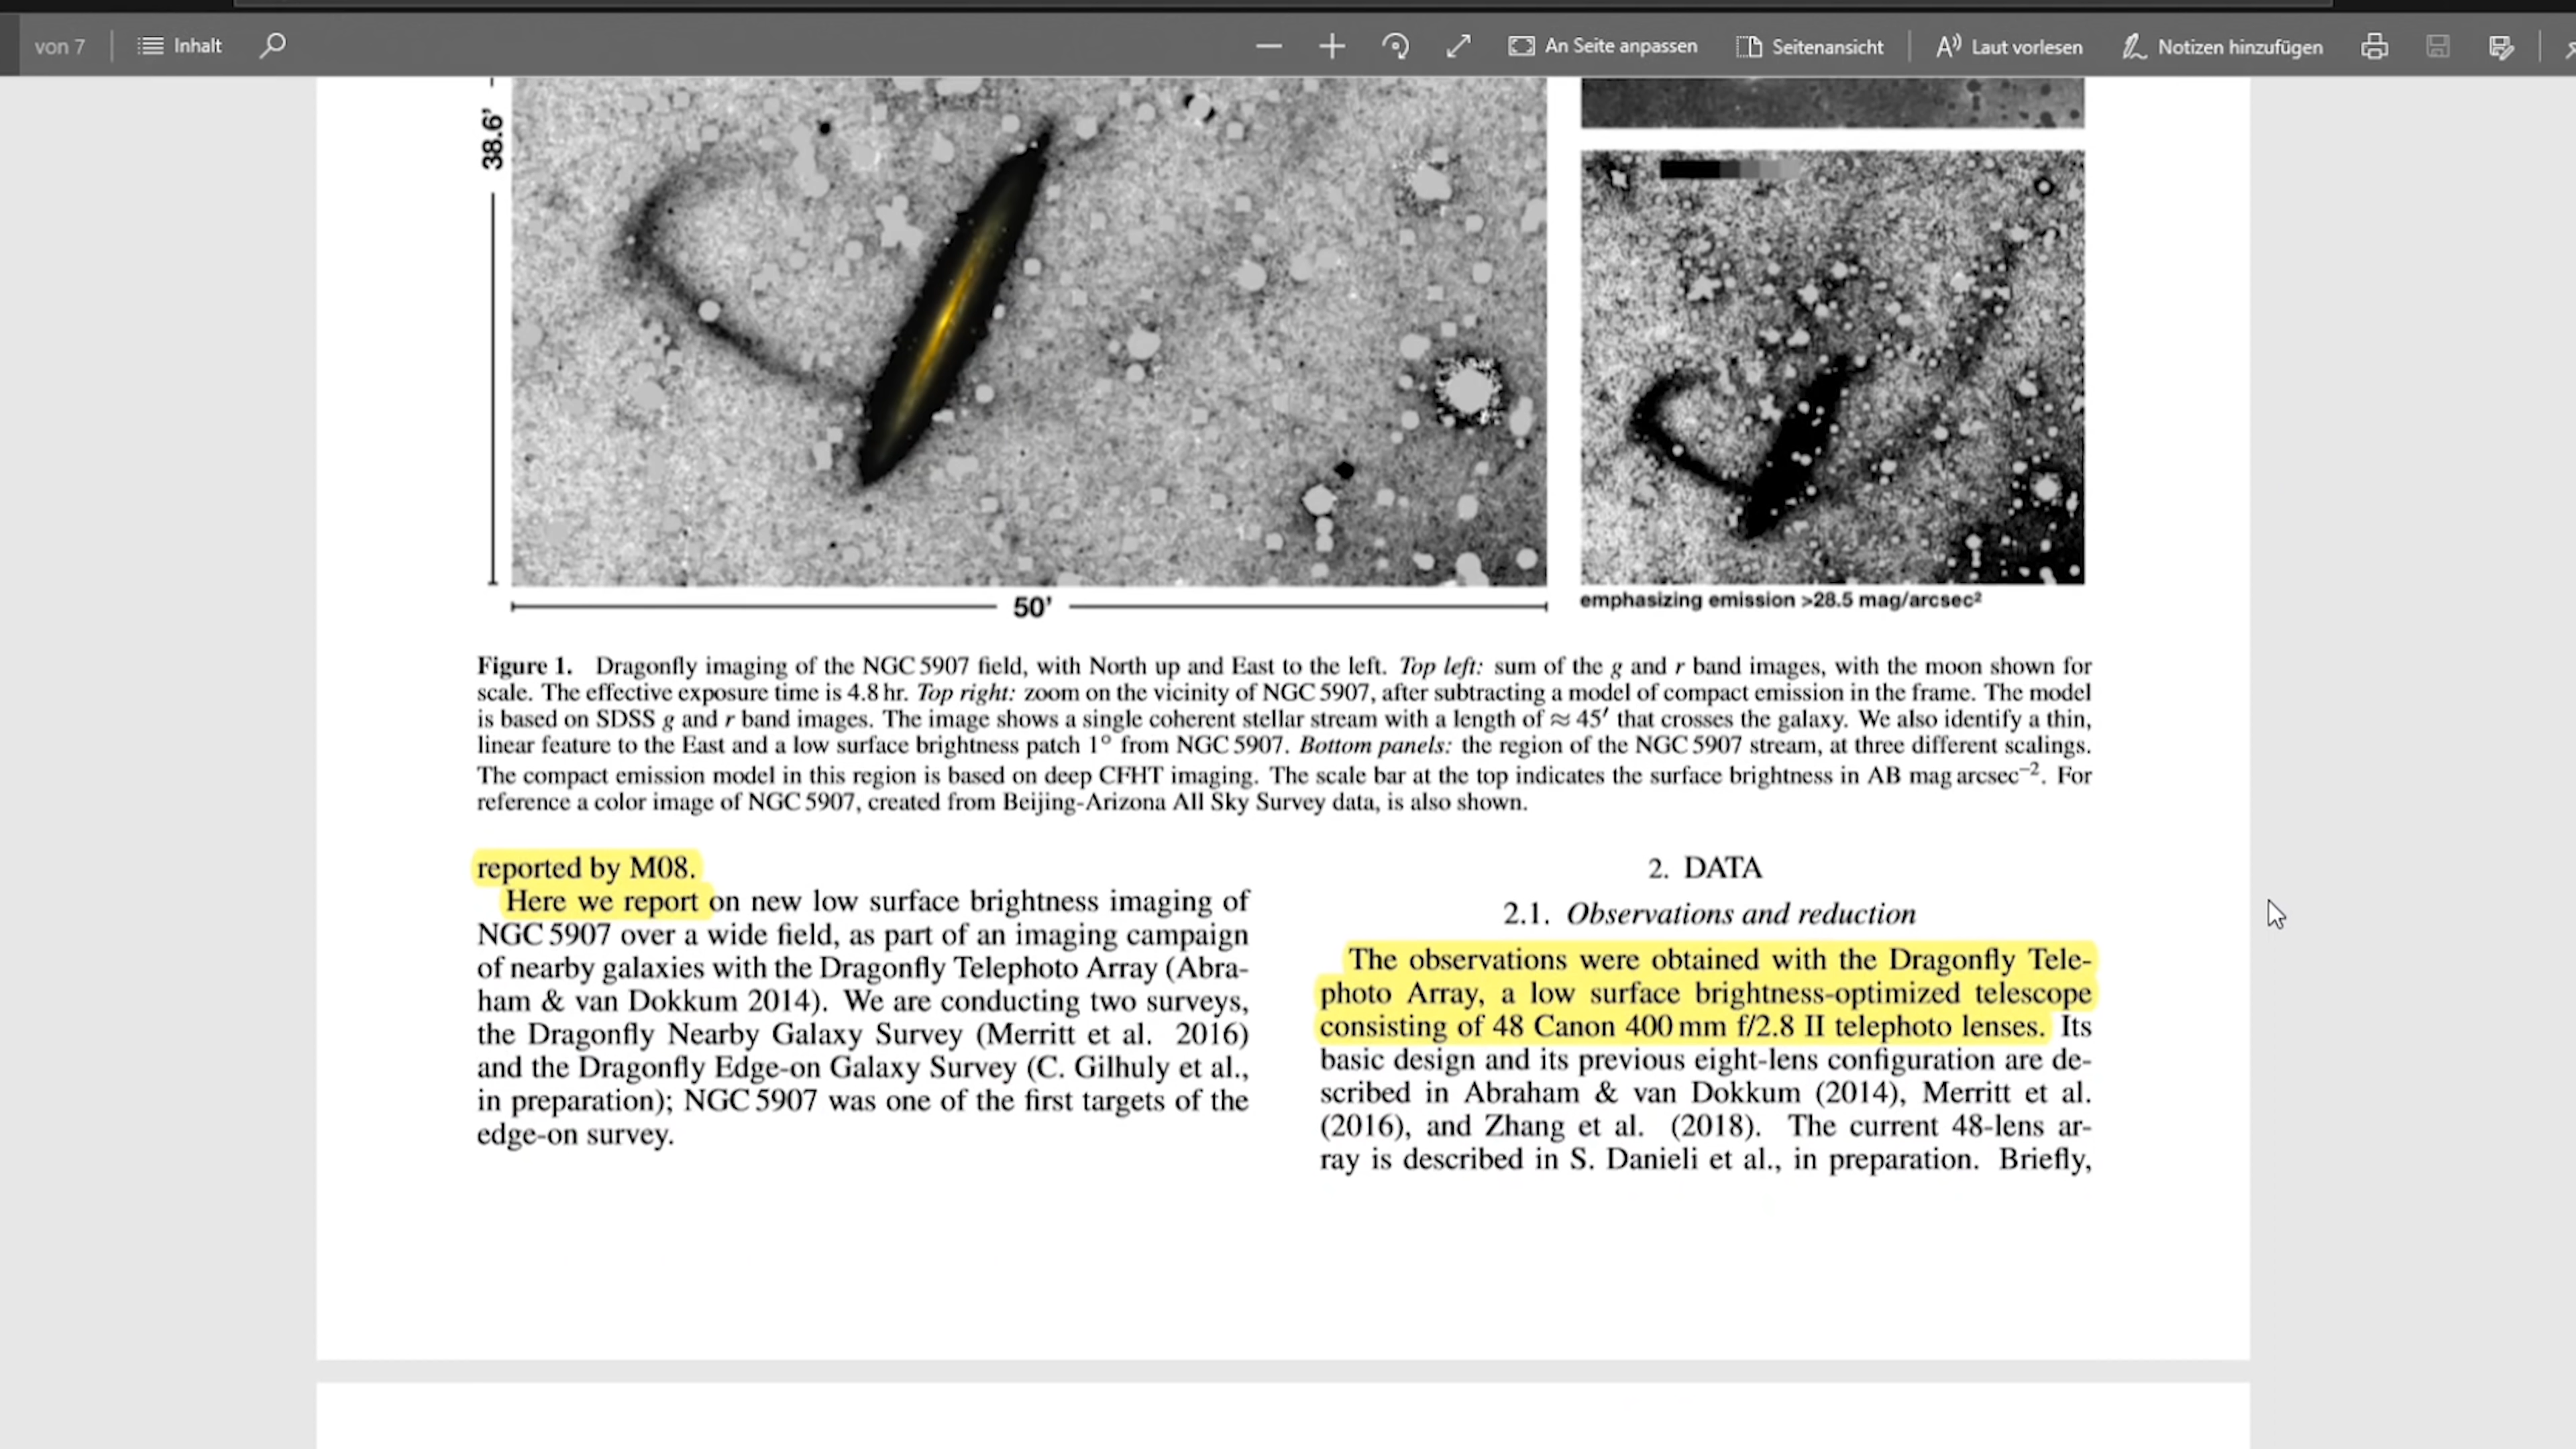 von 7
Inhalt
An Seite anpassen
Seitenansicht
Laut vorlesen
Notizen hinzufügen
38.6'
50'
emphasizing emission >28.5 mag/arcsec²
Figure 1. Dragonfly imaging of the NGC 5907 field, with North up and East to the left. Top left: sum of the g and r band images, with the moon shown for
scale. The effective exposure time is 4.8 hr. Top right: zoom on the vicinity of NGC 5907, after subtracting a model of compact emission in the frame. The model
is based on SDSS g and r band images. The image shows a single coherent stellar stream with a length of ≈ 45′ that crosses the galaxy. We also identify a thin,
linear feature to the East and a low surface brightness patch 1° from NGC 5907. Bottom panels: the region of the NGC 5907 stream, at three different scalings.
The compact emission model in this region is based on deep CFHT imaging. The scale bar at the top indicates the surface brightness in AB mag arcsec⁻². For
reference a color image of NGC 5907, created from Beijing-Arizona All Sky Survey data, is also shown.
reported by M08.
Here we report on new low surface brightness imaging of
NGC 5907 over a wide field, as part of an imaging campaign
of nearby galaxies with the Dragonfly Telephoto Array (Abra-
ham & van Dokkum 2014). We are conducting two surveys,
the Dragonfly Nearby Galaxy Survey (Merritt et al. 2016)
and the Dragonfly Edge-on Galaxy Survey (C. Gilhuly et al.,
in preparation); NGC 5907 was one of the first targets of the
edge-on survey.
2. DATA
2.1. Observations and reduction
The observations were obtained with the Dragonfly Tele-
photo Array, a low surface brightness-optimized telescope
consisting of 48 Canon 400 mm f/2.8 II telephoto lenses. Its
basic design and its previous eight-lens configuration are de-
scribed in Abraham & van Dokkum (2014), Merritt et al.
(2016), and Zhang et al. (2018). The current 48-lens ar-
ray is described in S. Danieli et al., in preparation. Briefly,